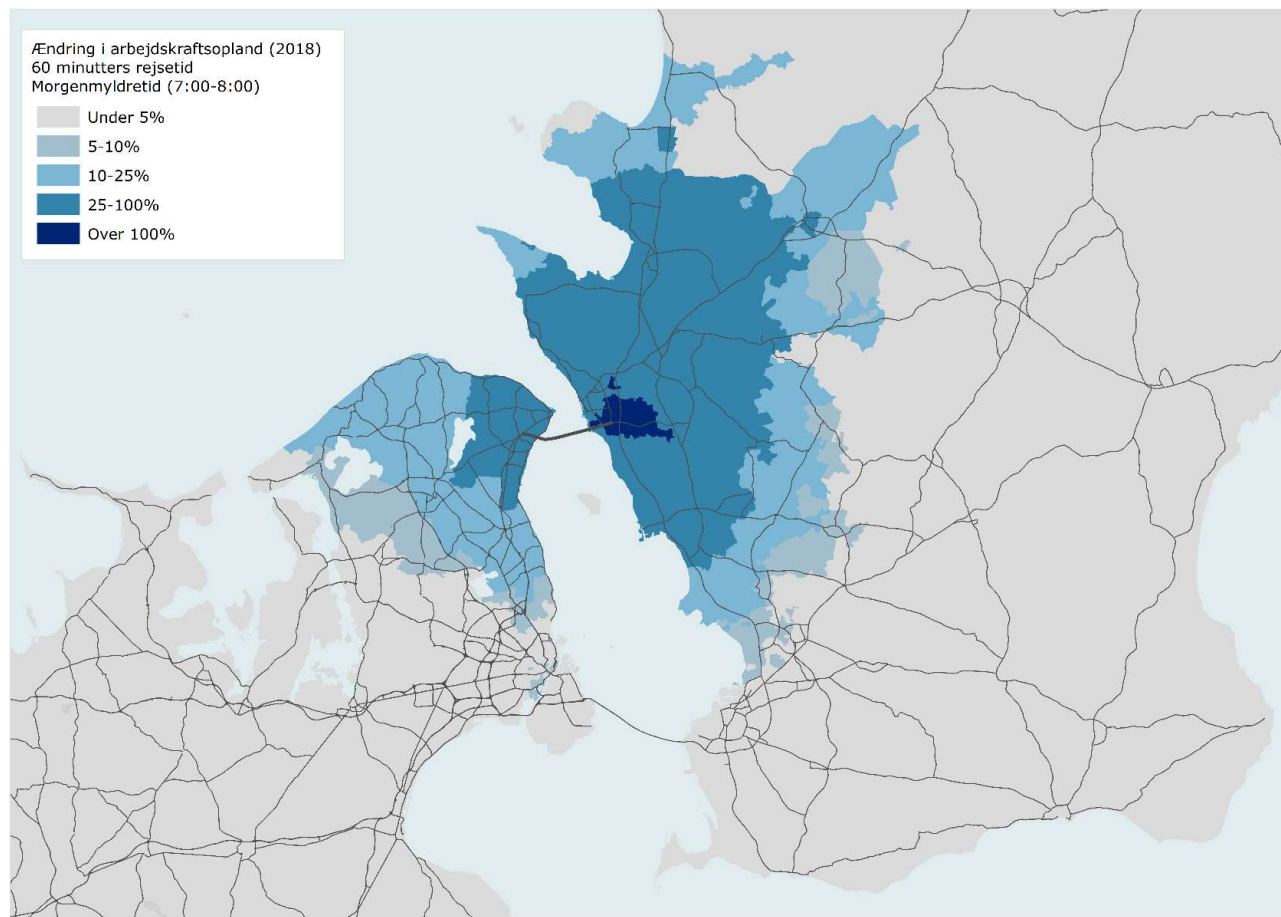 Ændring i arbejdskraftsopland (2018)
60 minutters rejsetid
Morgenmyldretid (7:00-8:00)
Under 5%
5-10%
10-25%
25-100%
Over 100%